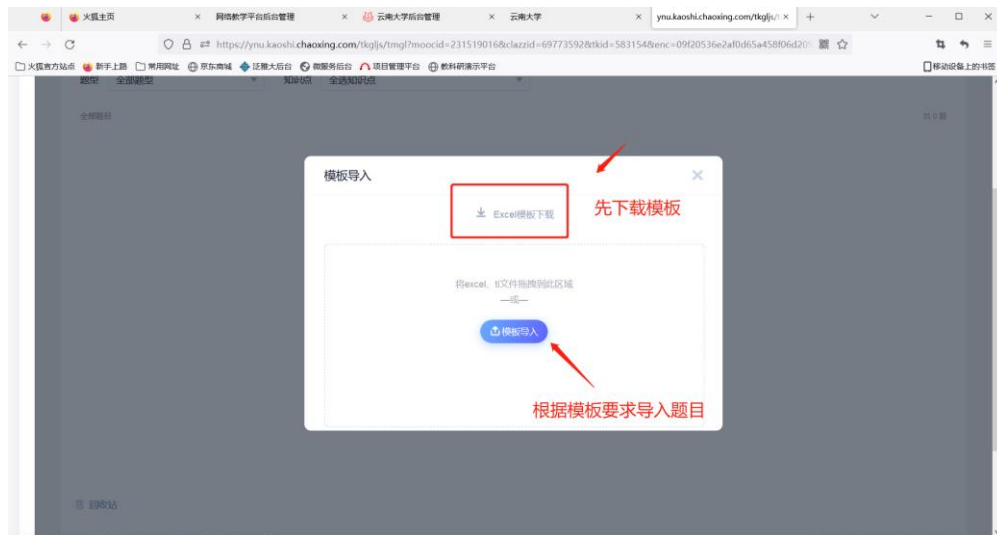 火狐主页
网络教学平台后台管理
云南大学后台管理
云南大学
ynu.kaoshi.chaoxing.com/tkgljs/t
https://ynu.kaoshi.chaoxing.com/tkgljs/tmgl?moocid=231519016&clazzid=69773592&tkid=583154&enc=09f20536e2af0d65a458f06d20
火狐官方站点 新手上路 常用网址 京东商城 泛雅大后台 微服务后台 项目管理平台 教科研演示平台 移动设备上的书签
题型 全部题型 知识点 全选知识点
全部题目 共 0 题
模板导入
Excel模板下载
先下载模板
将excel、ti文件拖拽到此区域
—或—
模板导入
根据模板要求导入题目
回收站